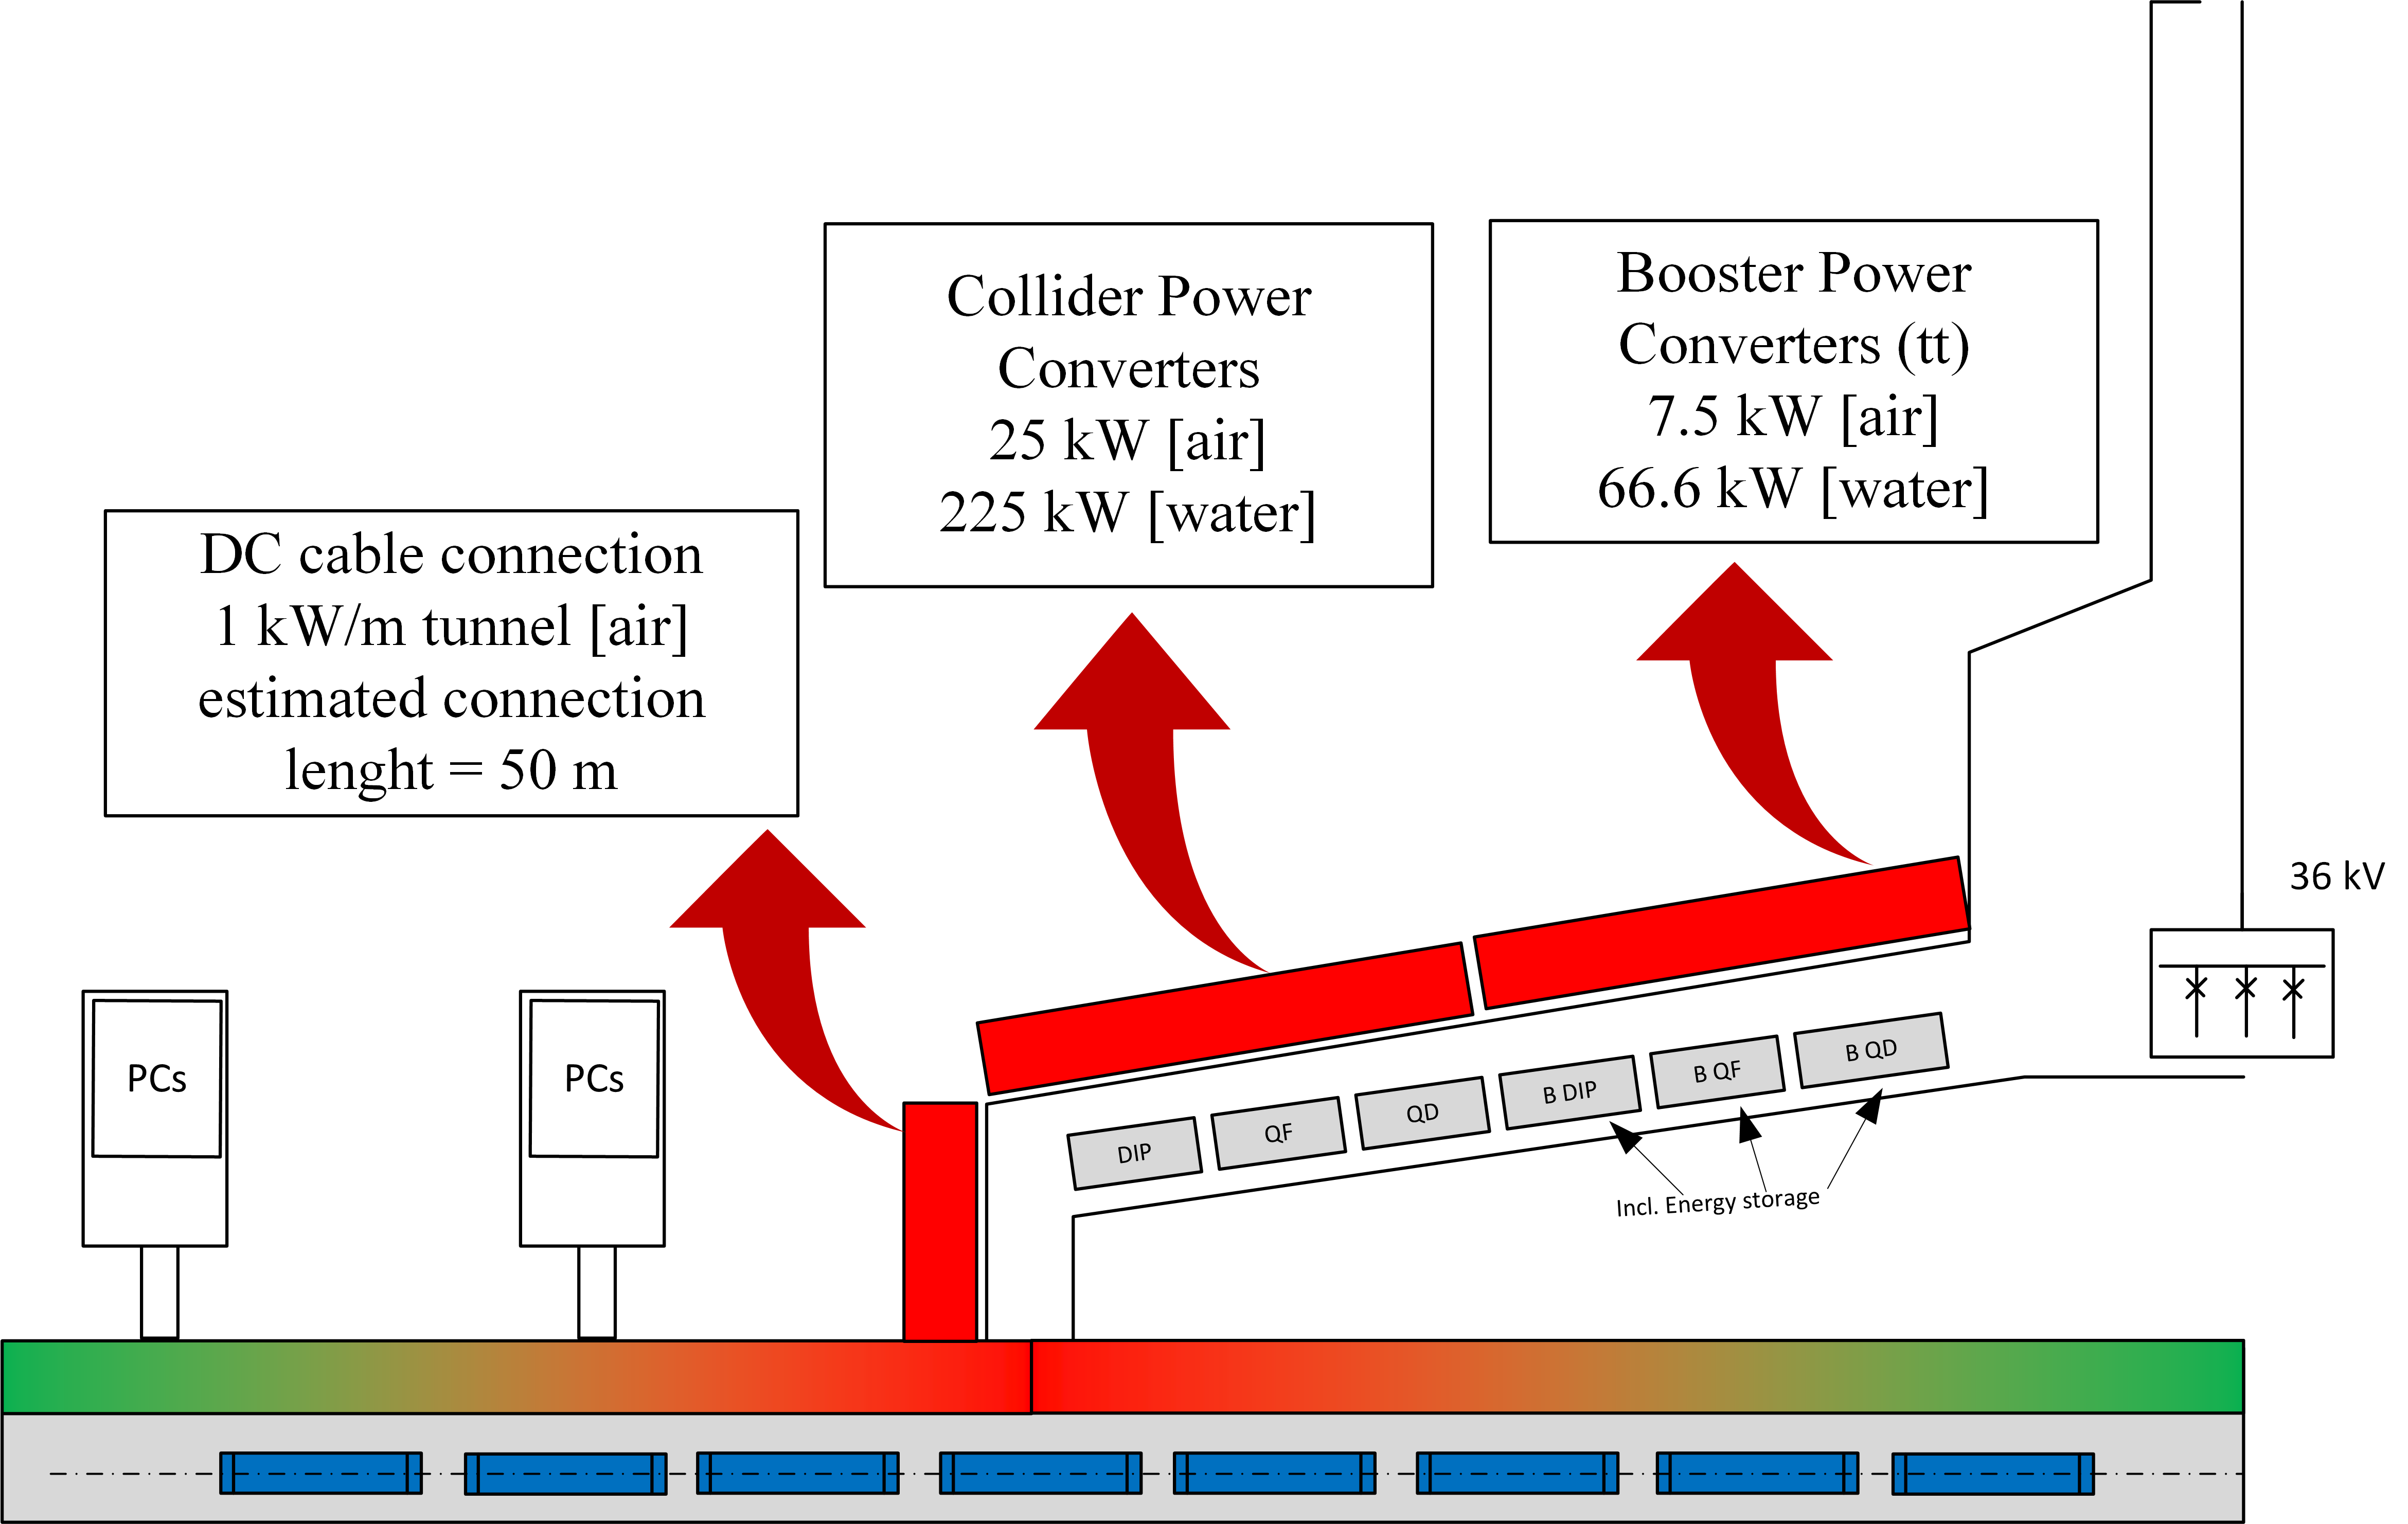 Booster Power
Converters (tt)
7.5 kW [air]
66.6 kW [water]
Collider Power
Converters
25 kW [air]
225 kW [water]
DC cable connection
1 kW/m tunnel [air]
estimated connection
lenght = 50 m
36 kV
PCs
PCs
DIP
QF
QD
B DIP
B QF
B QD
Incl. Energy storage